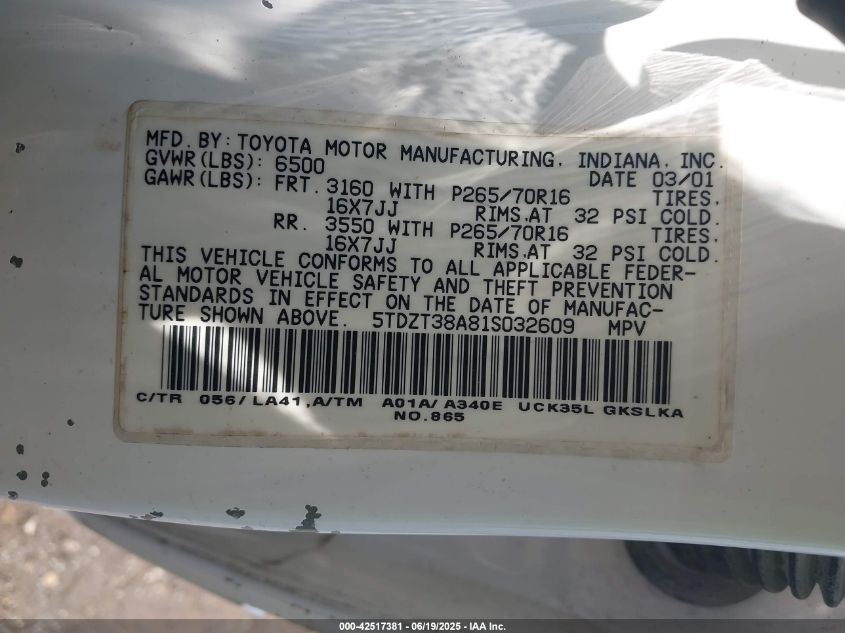 MFD. BY: TOYOTA MOTOR MANUFACTURING, INDIANA, INC.
GVWR(LBS): 6500 DATE 03/01
GAWR(LBS): FRT. 3160 WITH P265/70R16 TIRES,
16X7JJ RIMS,AT 32 PSI COLD.
RR. 3550 WITH P265/70R16 TIRES,
16X7JJ RIMS,AT 32 PSI COLD.
THIS VEHICLE CONFORMS TO ALL APPLICABLE FEDER-
AL MOTOR VEHICLE SAFETY AND THEFT PREVENTION
STANDARDS IN EFFECT ON THE DATE OF MANUFAC-
TURE SHOWN ABOVE. 5TDZT38A81S032609 MPV
C/TR 056/LA41,A/TM A01A/A340E UCK35L GKSLKA
NO.865
000-42517381 | 06/19/2025 - IAA Inc.